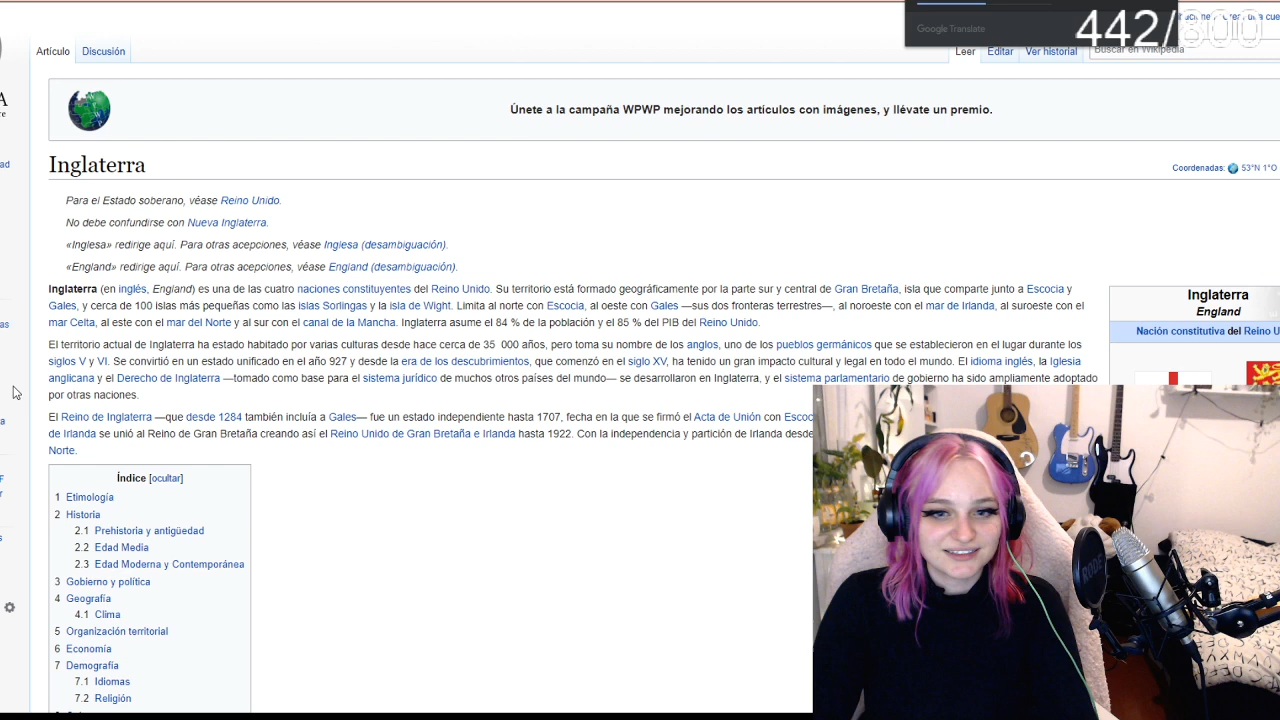 Google Translate
442/800
Artículo
Discusión
Leer
Editar
Ver historial
Buscar en Wikipedia
Únete a la campaña WPWP mejorando los artículos con imágenes, y llévate un premio.
Inglaterra
Coordenadas: 53°N 1°O
Para el Estado soberano, véase Reino Unido.
No debe confundirse con Nueva Inglaterra.
«Inglesa» redirige aquí. Para otras acepciones, véase Inglesa (desambiguación).
«England» redirige aquí. Para otras acepciones, véase England (desambiguación).
Inglaterra (en inglés, England) es una de las cuatro naciones constituyentes del Reino Unido. Su territorio está formado geográficamente por la parte sur y central de Gran Bretaña, isla que comparte junto a Escocia y
Gales, y cerca de 100 islas más pequeñas como las islas Sorlingas y la isla de Wight. Limita al norte con Escocia, al oeste con Gales —sus dos fronteras terrestres—, al noroeste con el mar de Irlanda, al suroeste con el
mar Celta, al este con el mar del Norte y al sur con el canal de la Mancha. Inglaterra asume el 84 % de la población y el 85 % del PIB del Reino Unido.
El territorio actual de Inglaterra ha estado habitado por varias culturas desde hace cerca de 35 000 años, pero toma su nombre de los anglos, uno de los pueblos germánicos que se establecieron en el lugar durante los
siglos V y VI. Se convirtió en un estado unificado en el año 927 y desde la era de los descubrimientos, que comenzó en el siglo XV, ha tenido un gran impacto cultural y legal en todo el mundo. El idioma inglés, la Iglesia
anglicana y el Derecho de Inglaterra —tomado como base para el sistema jurídico de muchos otros países del mundo— se desarrollaron en Inglaterra, y el sistema parlamentario de gobierno ha sido ampliamente adoptado
por otras naciones.
El Reino de Inglaterra —que desde 1284 también incluía a Gales— fue un estado independiente hasta 1707, fecha en la que se firmó el Acta de Unión con Escoc
de Irlanda se unió al Reino de Gran Bretaña creando así el Reino Unido de Gran Bretaña e Irlanda hasta 1922. Con la independencia y partición de Irlanda desde
Norte.
Inglaterra
England
Nación constitutiva del Reino U
Índice [ocultar]
1 Etimología
2 Historia
2.1 Prehistoria y antigüedad
2.2 Edad Media
2.3 Edad Moderna y Contemporánea
3 Gobierno y política
4 Geografía
4.1 Clima
5 Organización territorial
6 Economía
7 Demografía
7.1 Idiomas
7.2 Religión
RODE